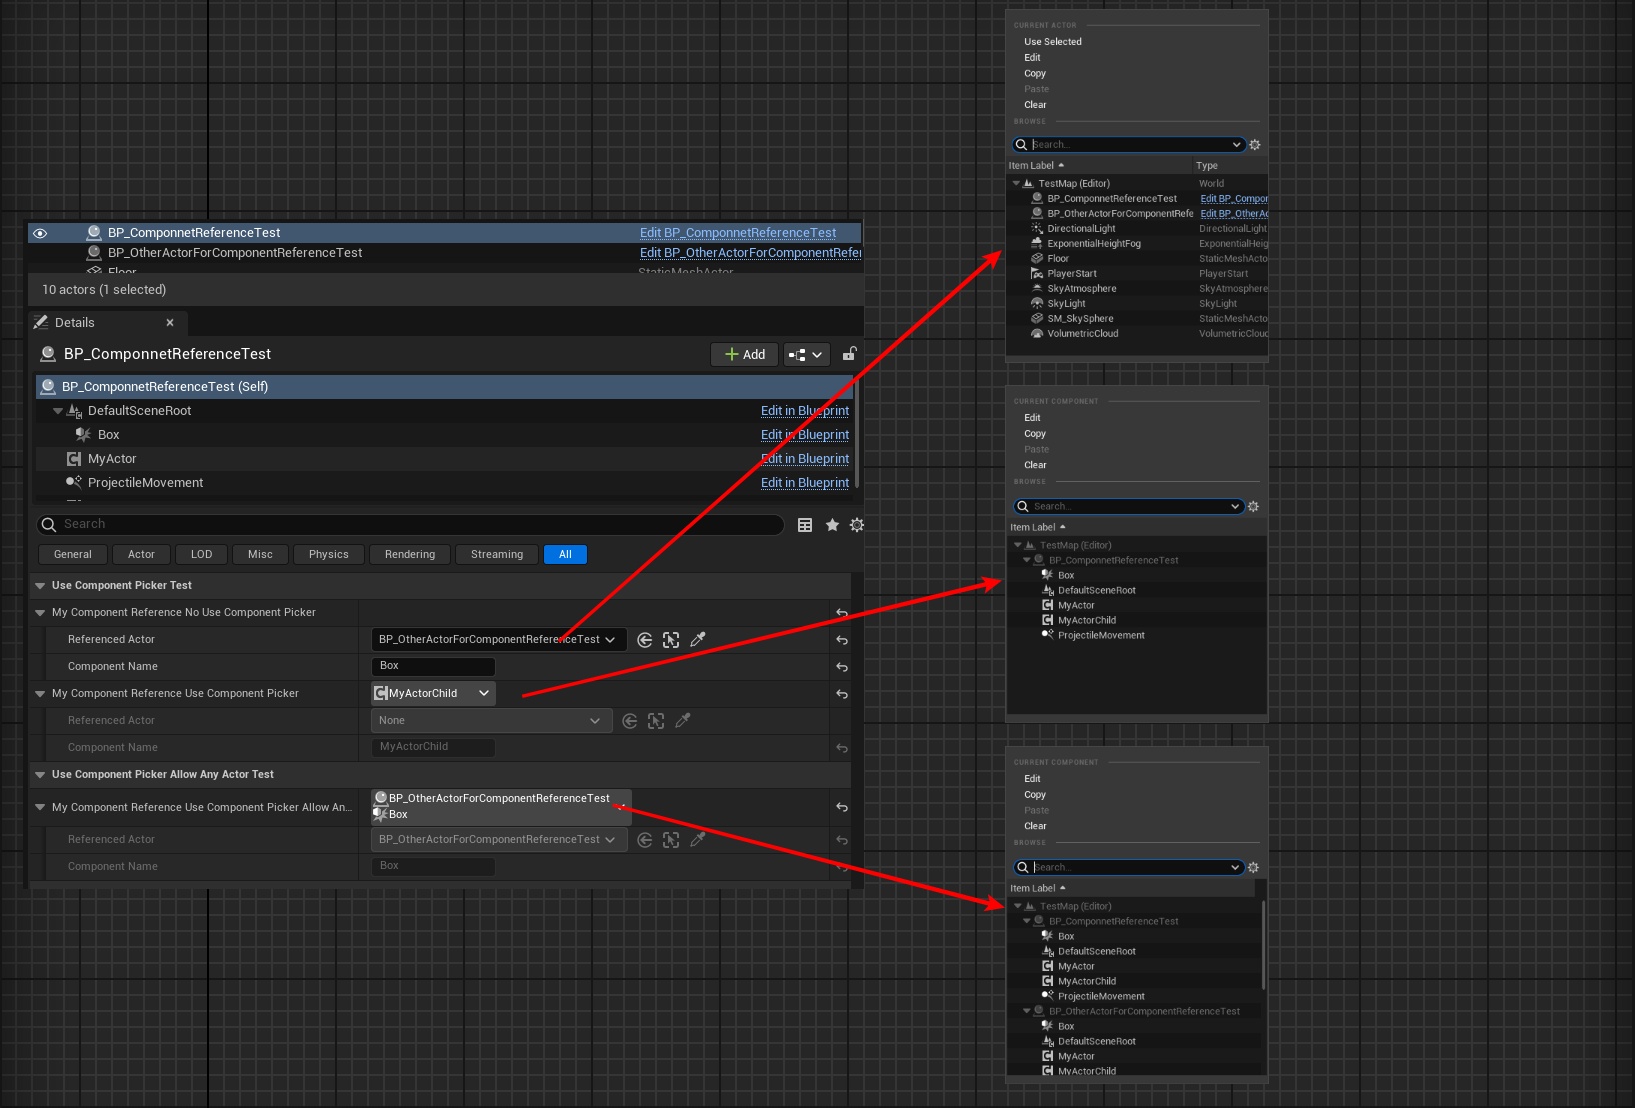 BP_ComponnetReferenceTest Edit BP_ComponnetReferenceTest
BP_OtherActorForComponentReferenceTest Edit BP_OtherActorForComponentRefer
Floor StaticMeshActor
10 actors (1 selected)
Details
BP_ComponnetReferenceTest Add
BP_ComponnetReferenceTest (Self)
DefaultSceneRoot Edit in Blueprint
Box Edit in Blueprint
MyActor Edit in Blueprint
ProjectileMovement Edit in Blueprint
Search
General Actor LOD Misc Physics Rendering Streaming All
Use Component Picker Test
My Component Reference No Use Component Picker
Referenced Actor BP_OtherActorForComponentReferenceTest
Component Name Box
My Component Reference Use Component Picker MyActorChild
Referenced Actor None
Component Name MyActorChild
Use Component Picker Allow Any Actor Test
My Component Reference Use Component Picker Allow An... BP_OtherActorForComponentReferenceTest
Box
Referenced Actor BP_OtherActorForComponentReferenceTest
Component Name Box
CURRENT ACTOR
Use Selected
Edit
Copy
Paste
Clear
BROWSE
Search...
Item Label Type
TestMap (Editor) World
BP_ComponnetReferenceTest Edit BP_Compor
BP_OtherActorForComponentRefe Edit BP_OtherAc
DirectionalLight DirectionalLight
ExponentialHeightFog ExponentialHeig
Floor StaticMeshActo
PlayerStart PlayerStart
SkyAtmosphere SkyAtmosphere
SkyLight SkyLight
SM_SkySphere StaticMeshActo
VolumetricCloud VolumetricCloud
CURRENT COMPONENT
Edit
Copy
Paste
Clear
BROWSE
Search...
Item Label
TestMap (Editor)
BP_ComponnetReferenceTest
Box
DefaultSceneRoot
MyActor
MyActorChild
ProjectileMovement
CURRENT COMPONENT
Edit
Copy
Paste
Clear
BROWSE
Search...
Item Label
TestMap (Editor)
BP_ComponnetReferenceTest
Box
DefaultSceneRoot
MyActor
MyActorChild
ProjectileMovement
BP_OtherActorForComponentReferenceTest
Box
DefaultSceneRoot
MyActor
MyActorChild